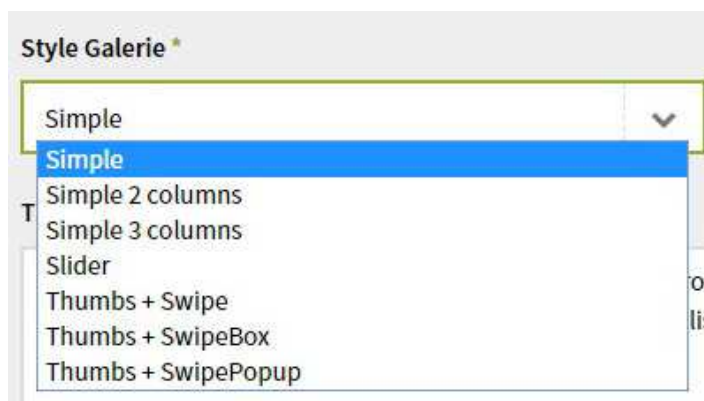 Style Galerie *
Simple
Simple
Simple 2 columns
T
Simple 3 columns
Slider
Thumbs + Swipe
Thumbs + SwipeBox
Thumbs + SwipePopup